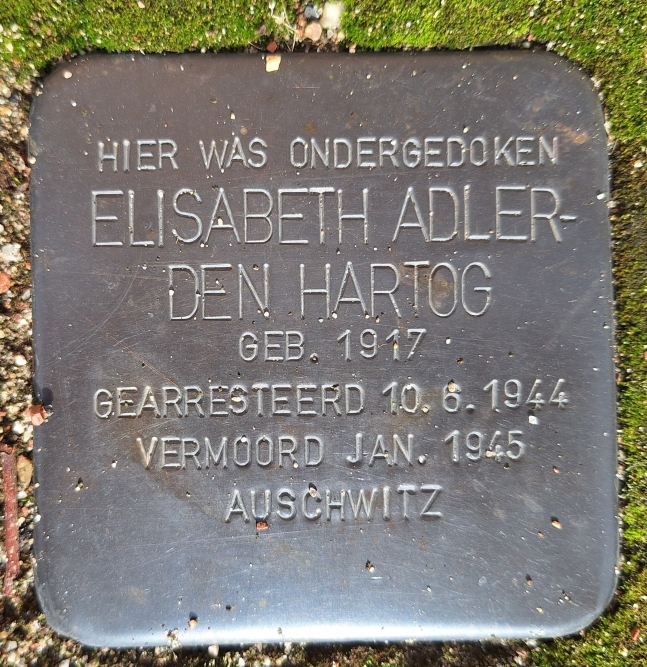 HIER WAS ONDERGEDOKEN
ELISABETH ADLER-
DEN HARTOG
GEB. 1917
GEARRESTEERD 10.6.1944
VERMOORD JAN. 1945
AUSCHWITZ